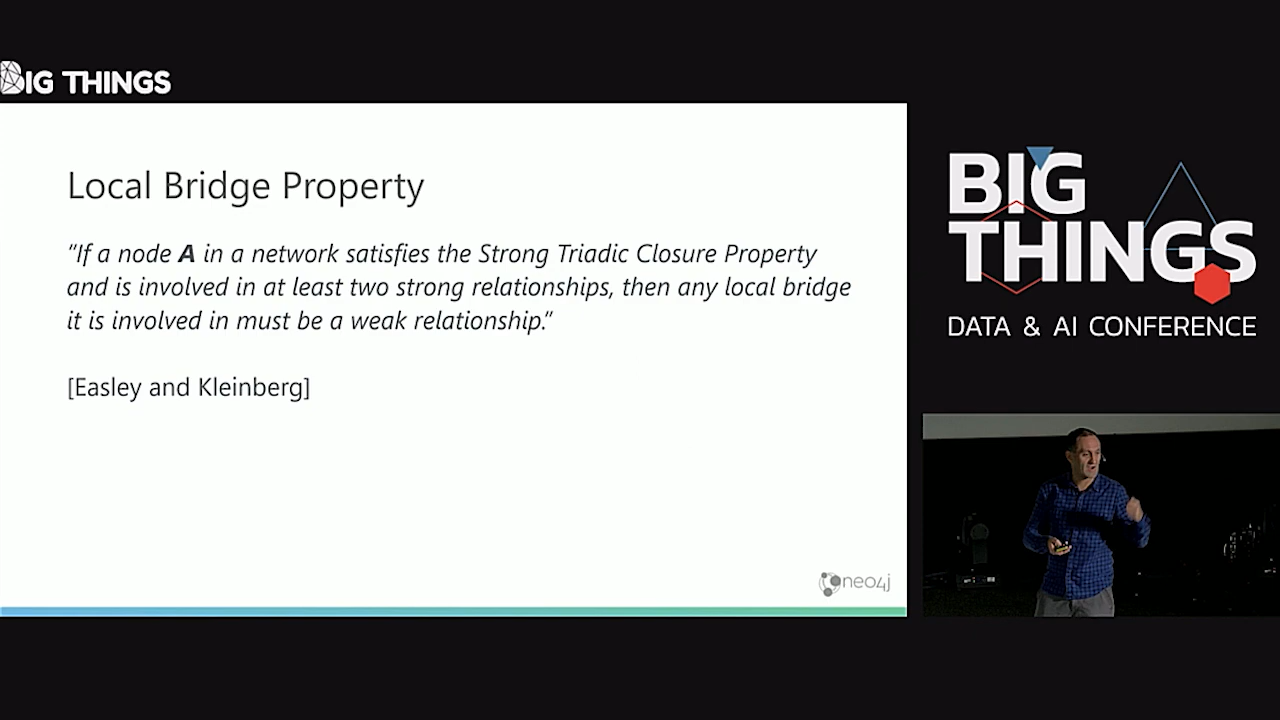 BIG THINGS
Local Bridge Property
“If a node A in a network satisfies the Strong Triadic Closure Property
and is involved in at least two strong relationships, then any local bridge
it is involved in must be a weak relationship.”
[Easley and Kleinberg]
neo4j
BIG
THINGS
DATA & AI CONFERENCE